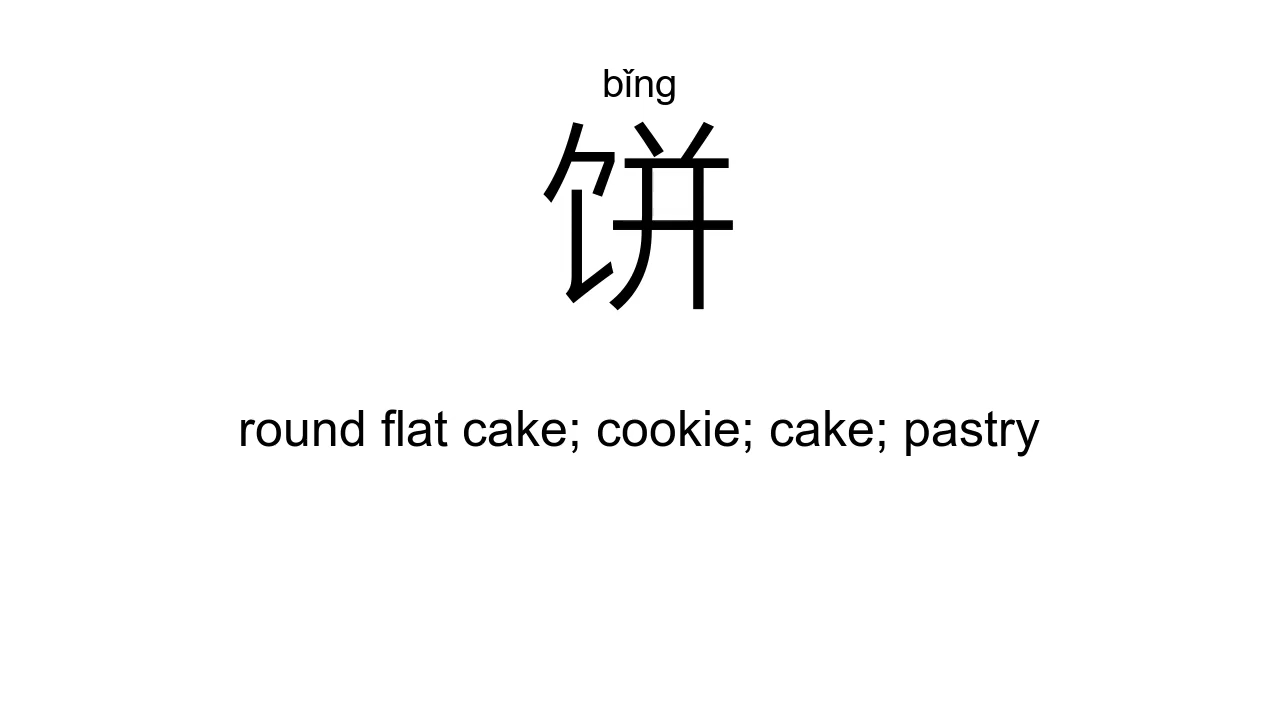 bǐng
饼
round flat cake; cookie; cake; pastry